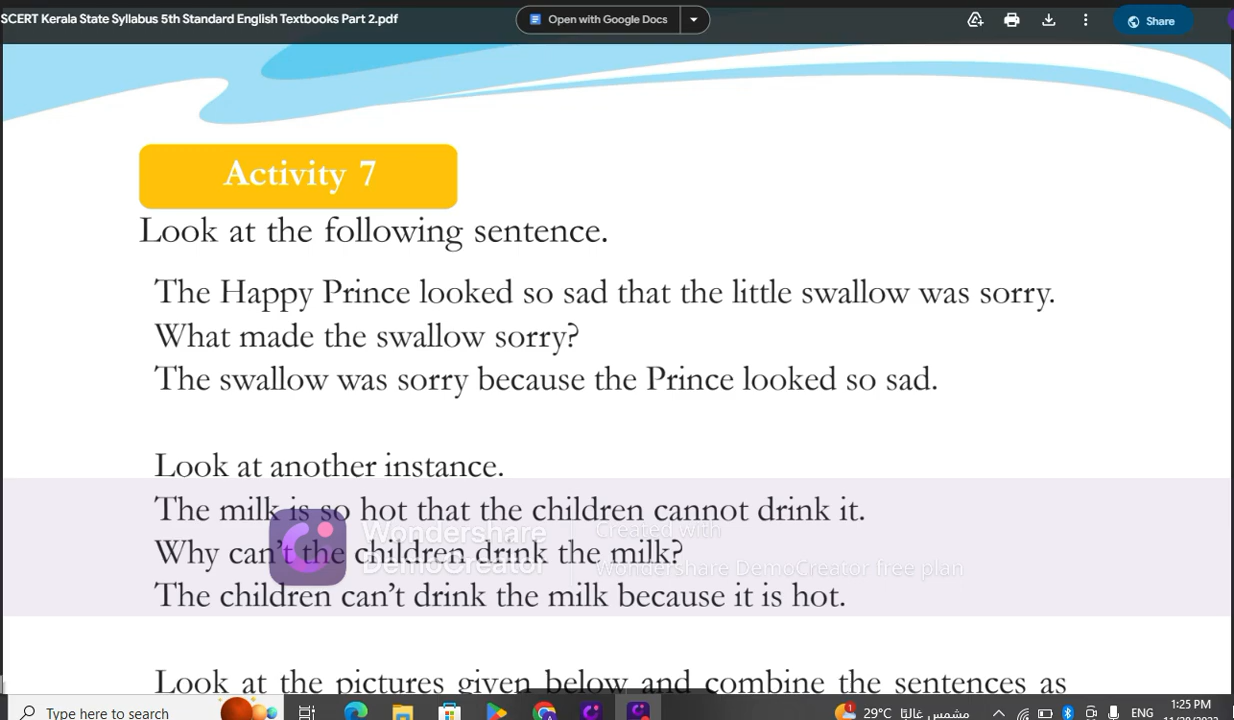 SCERT Kerala State Syllabus 5th Standard English Textbooks Part 2.pdf
Open with Google Docs
Share
Activity 7
Look at the following sentence.
The Happy Prince looked so sad that the little swallow was sorry.
What made the swallow sorry?
The swallow was sorry because the Prince looked so sad.
Look at another instance.
The milk is so hot that the children cannot drink it.
Wondershare
DemoCreator
Created with
Wondershare DemoCreator free plan
Why can't the children drink the milk?
The children can't drink the milk because it is hot.
Look at the pictures given below and combine the sentences as
Type here to search
29°C مشمس غالبًا
ENG
1:25 PM